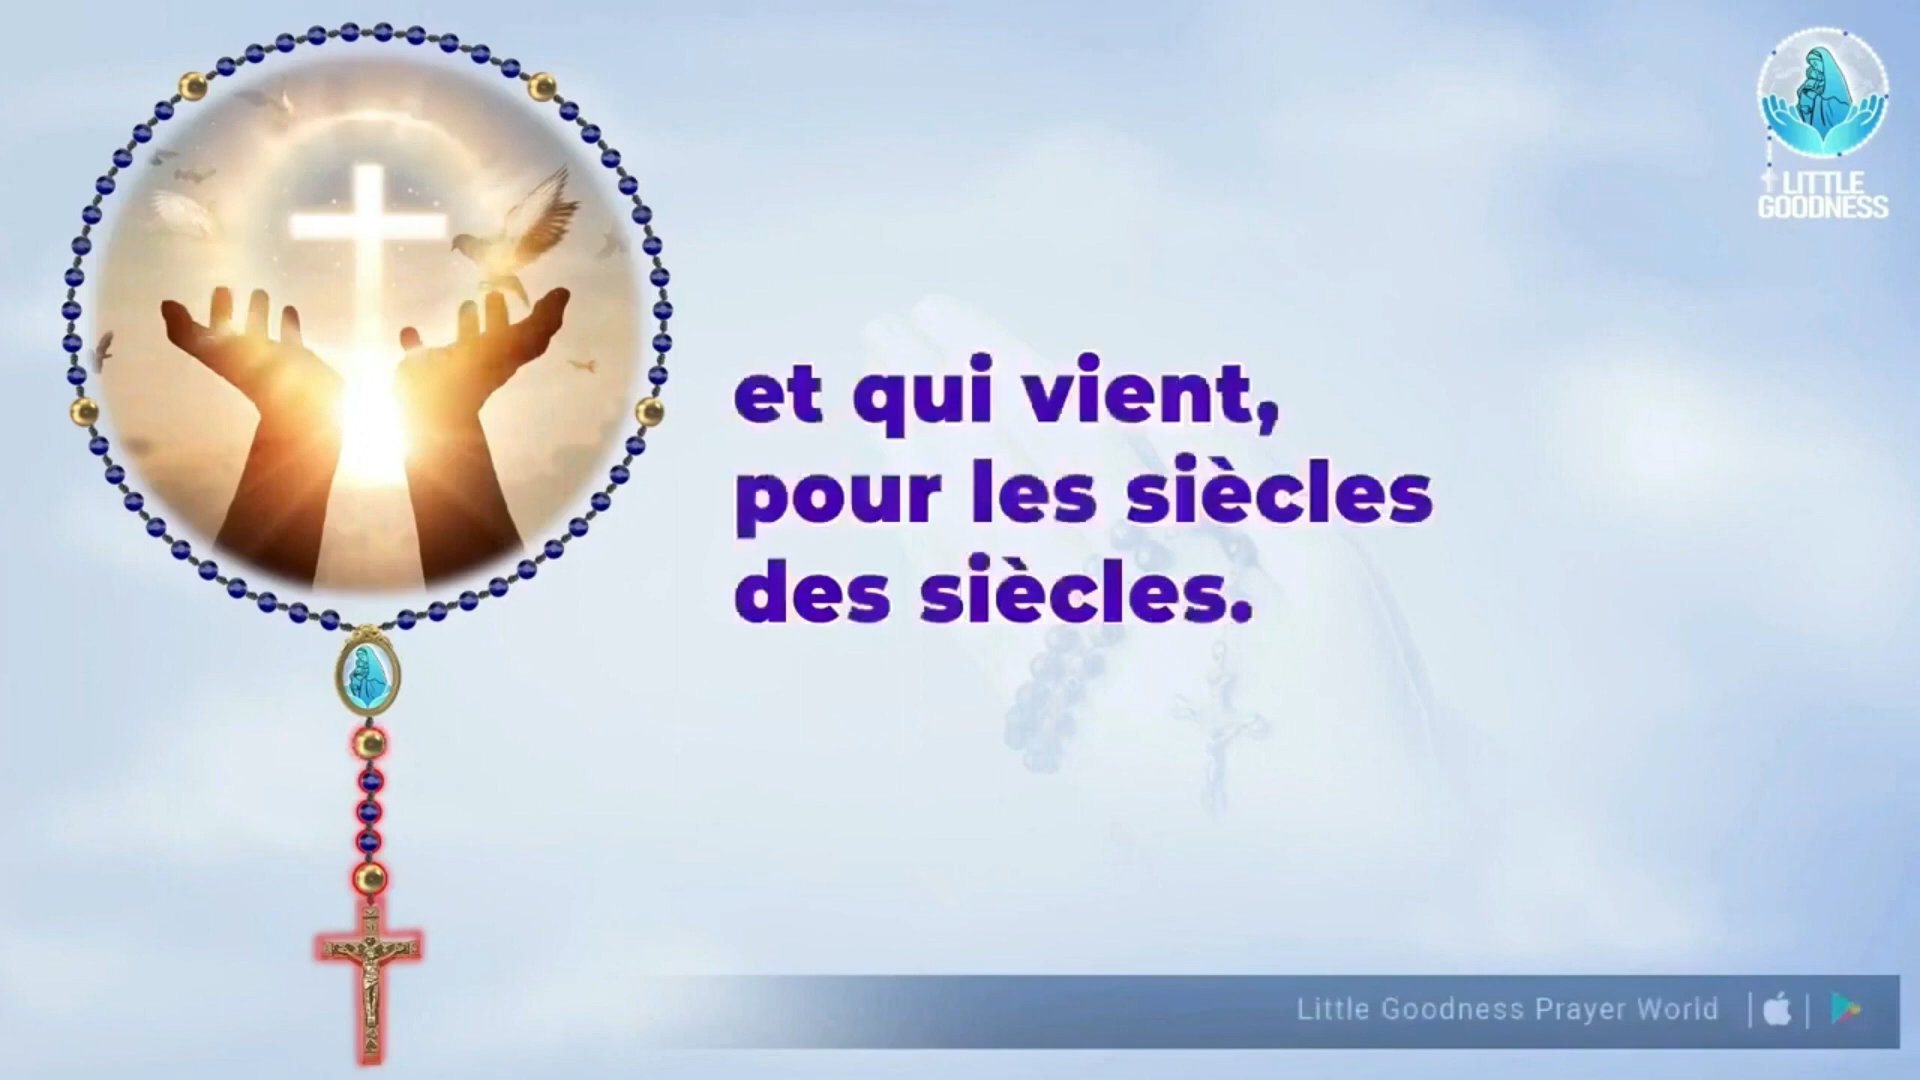 LITTLE
GOODNESS
et qui vient,
pour les siècles
des siècles.
Little Goodness Prayer World